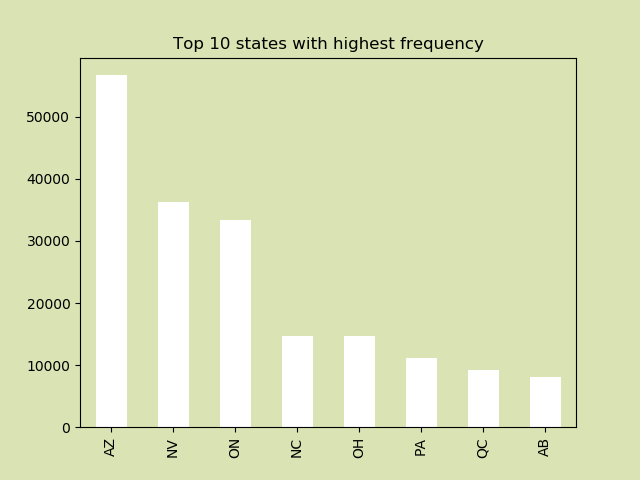 Top 10 states with highest frequency
50000
40000
30000
20000
10000
0
AZ
NV
ON
NC
OH
PA
QC
AB